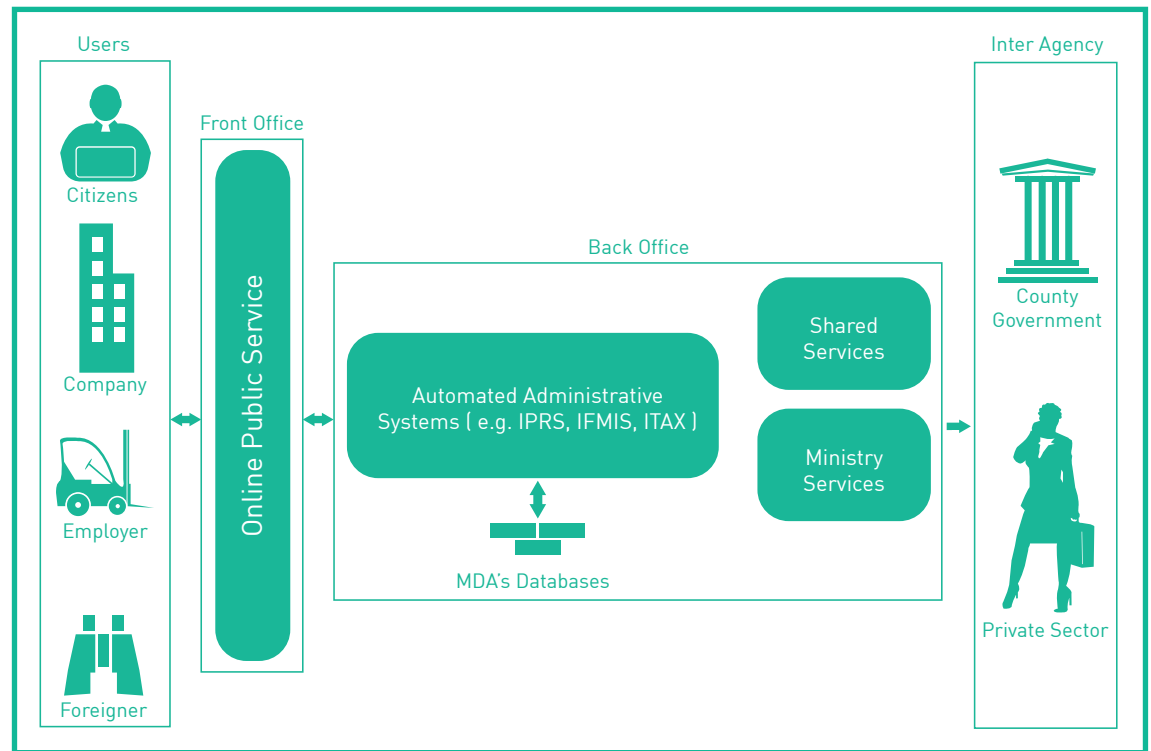 Users
Citizens
Company
Employer
Foreigner
Front Office
Online Public Service
Back Office
Automated Administrative
Systems ( e.g. IPRS, IFMIS, ITAX )
MDA's Databases
Shared
Services
Ministry
Services
Inter Agency
County
Government
Private Sector